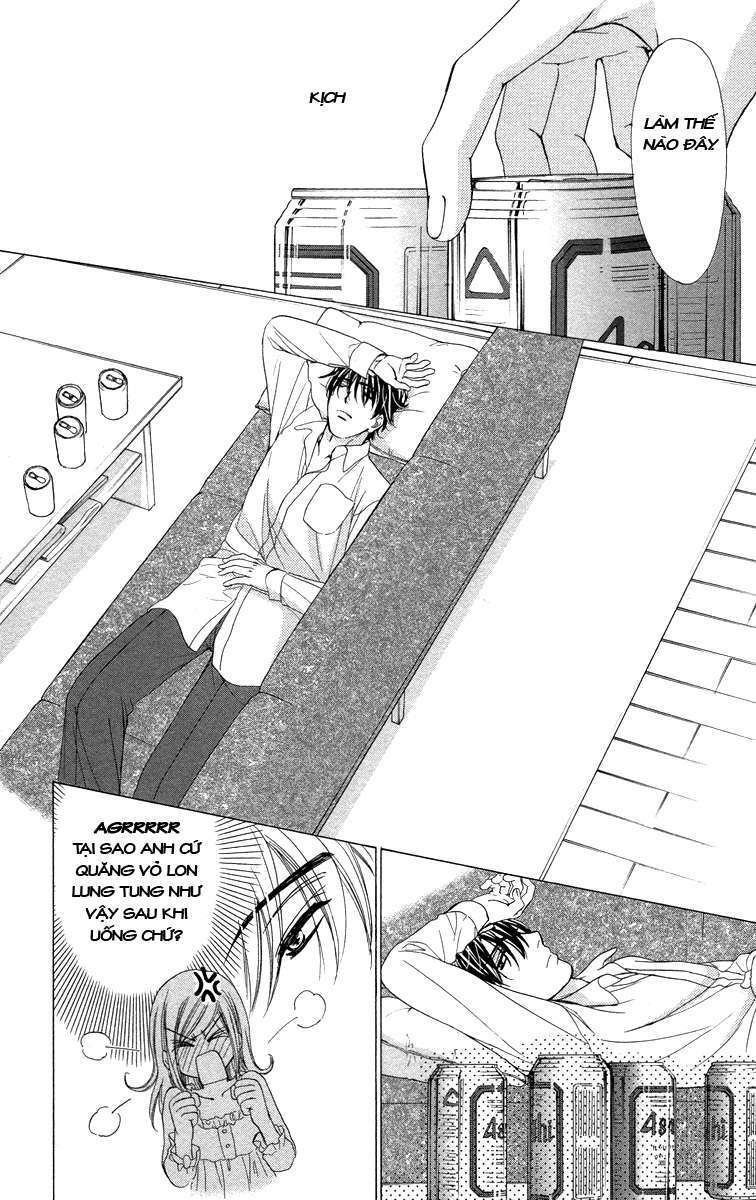 KỊCH
LÀM THẾ
NÀO ĐÂY
AGRRRRR
TẠI SAO ANH CỨ
QUĂNG VỎ LON
LUNG TUNG NHƯ
VẬY SAU KHI
UỐNG CHỨ?